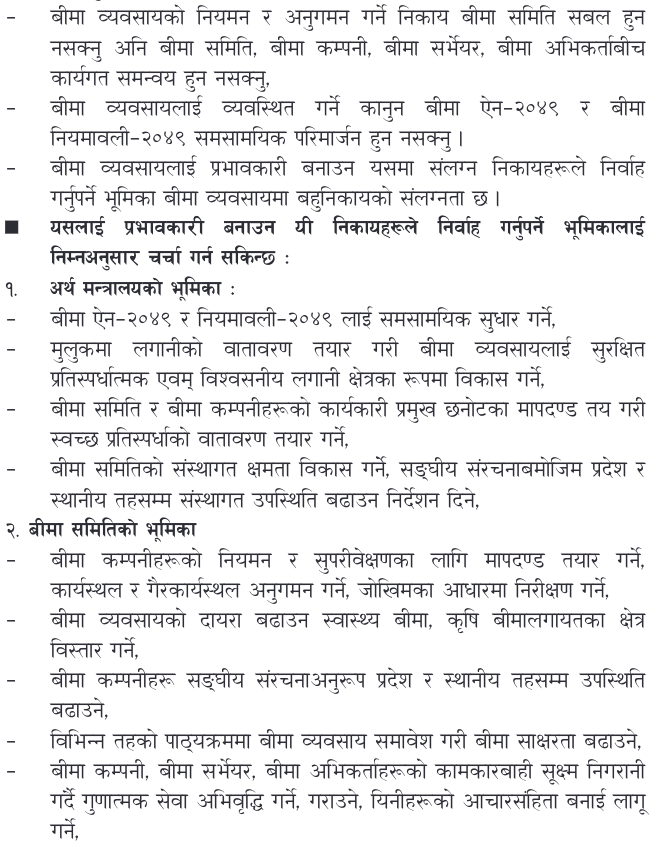 – बीमा व्यवसायको नियमन र अनुगमन गर्ने निकाय बीमा समिति सबल हुन
नसक्नु अनि बीमा समिति, बीमा कम्पनी, बीमा सर्भेयर, बीमा अभिकर्ताबीच
कार्यगत समन्वय हुन नसक्नु,
– बीमा व्यवसायलाई व्यवस्थित गर्ने कानुन बीमा ऐन–२०४९ र बीमा
नियमावली–२०४९ समसामयिक परिमार्जन हुन नसक्नु ।
– बीमा व्यवसायलाई प्रभावकारी बनाउन यसमा संलग्न निकायहरूले निर्वाह
गर्नुपर्ने भूमिका बीमा व्यवसायमा बहुनिकायको संलग्नता छ ।
■ यसलाई प्रभावकारी बनाउन यी निकायहरूले निर्वाह गर्नुपर्ने भूमिकालाई
निम्नअनुसार चर्चा गर्न सकिन्छ :
१. अर्थ मन्त्रालयको भूमिका :
– बीमा ऐन–२०४९ र नियमावली–२०४९ लाई समसामयिक सुधार गर्ने,
– मुलुकमा लगानीको वातावरण तयार गरी बीमा व्यवसायलाई सुरक्षित
प्रतिस्पर्धात्मक एवम् विश्वसनीय लगानी क्षेत्रका रूपमा विकास गर्ने,
– बीमा समिति र बीमा कम्पनीहरूको कार्यकारी प्रमुख छनोटका मापदण्ड तय गरी
स्वच्छ प्रतिस्पर्धाको वातावरण तयार गर्ने,
– बीमा समितिको संस्थागत क्षमता विकास गर्ने, सङ्घीय संरचनाबमोजिम प्रदेश र
स्थानीय तहसम्म संस्थागत उपस्थिति बढाउन निर्देशन दिने,
२. बीमा समितिको भूमिका
– बीमा कम्पनीहरूको नियमन र सुपरीवेक्षणका लागि मापदण्ड तयार गर्ने,
कार्यस्थल र गैरकार्यस्थल अनुगमन गर्ने, जोखिमका आधारमा निरीक्षण गर्ने,
– बीमा व्यवसायको दायरा बढाउन स्वास्थ्य बीमा, कृषि बीमालगायतका क्षेत्र
विस्तार गर्ने,
– बीमा कम्पनीहरू सङ्घीय संरचनाअनुरूप प्रदेश र स्थानीय तहसम्म उपस्थिति
बढाउने,
– विभिन्न तहको पाठ्यक्रममा बीमा व्यवसाय समावेश गरी बीमा साक्षरता बढाउने,
– बीमा कम्पनी, बीमा सर्भेयर, बीमा अभिकर्ताहरूको कामकारबाही सूक्ष्म निगरानी
गर्दै गुणात्मक सेवा अभिवृद्धि गर्ने, गराउने, यिनीहरूको आचारसंहिता बनाई लागू
गर्ने,